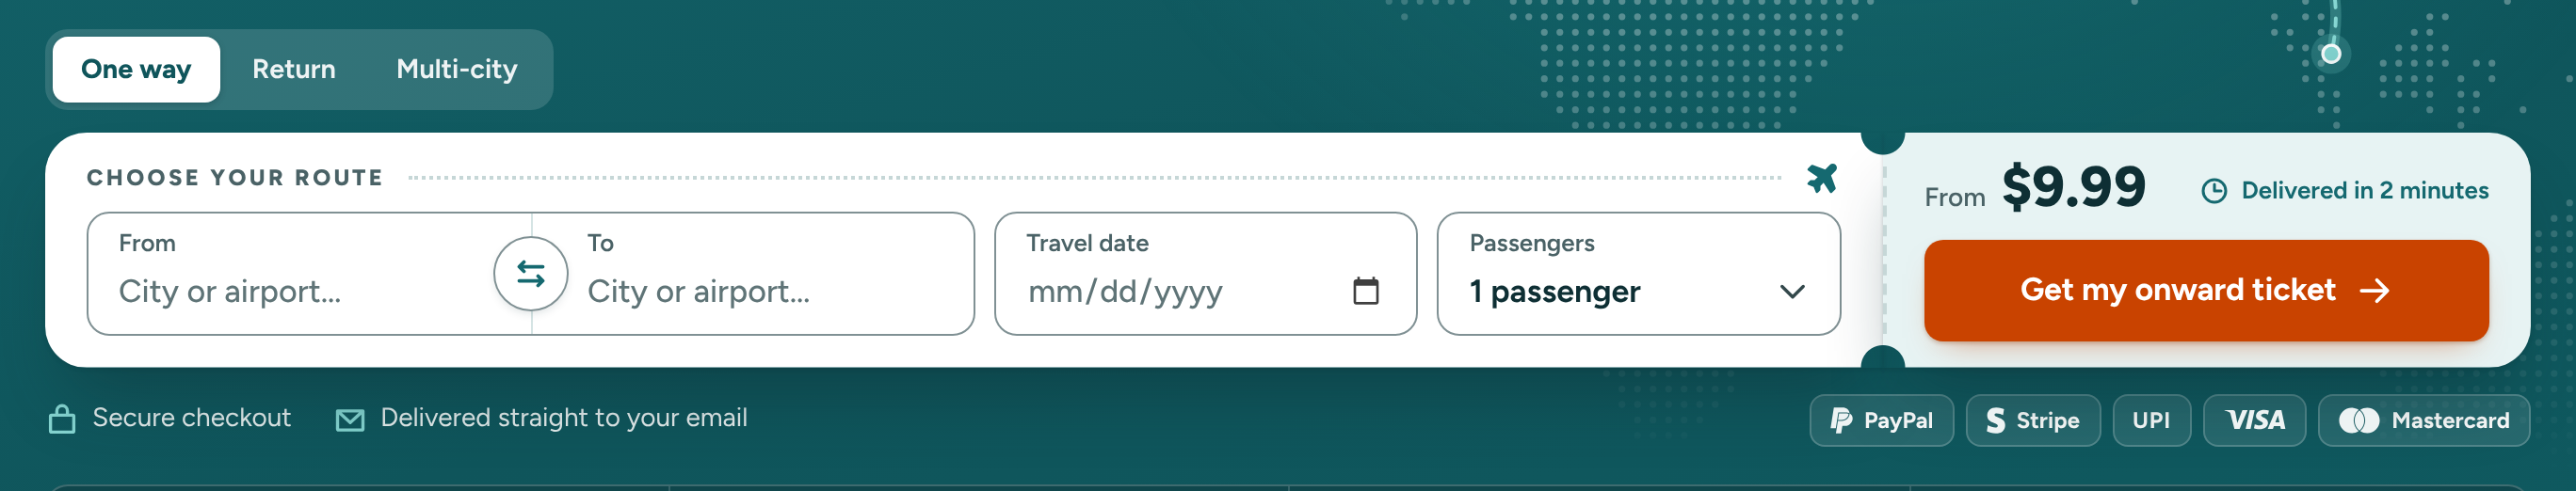 One way Return Multi-city
CHOOSE YOUR ROUTE
From $9.99 Delivered in 2 minutes
From To Travel date Passengers
City or airport... City or airport... mm/dd/yyyy 1 passenger
Get my onward ticket
Secure checkout Delivered straight to your email
PayPal Stripe UPI VISA Mastercard